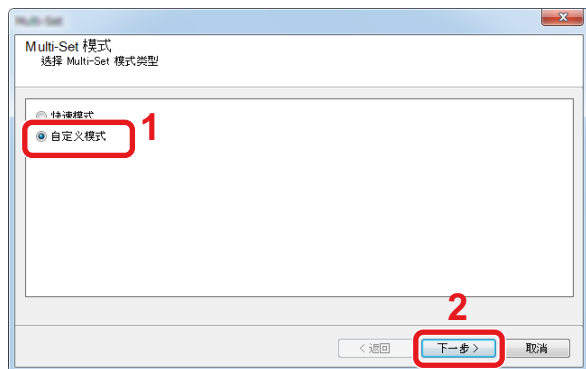 Multi-Set
Multi-Set 模式
选择 Multi-Set 模式类型
快速模式
自定义模式
1
2
< 返回
下一步 >
取消